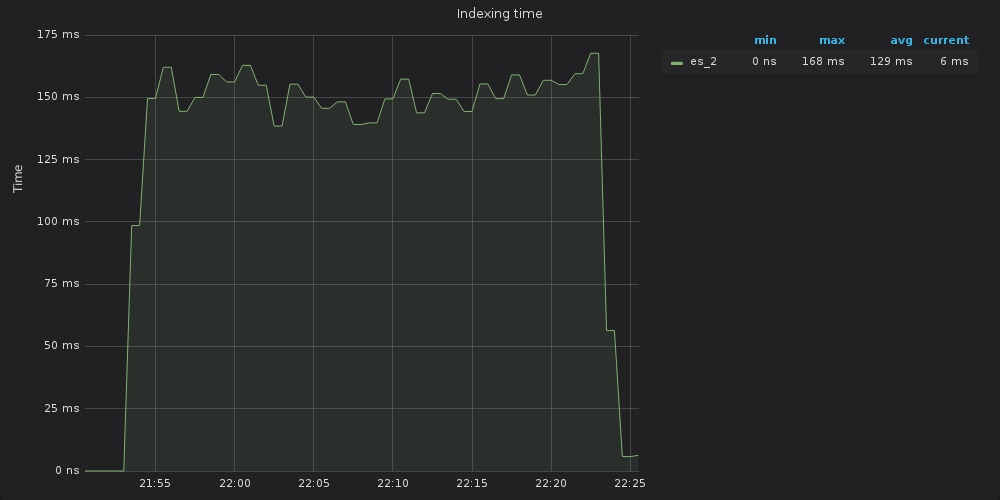 Indexing time
175 ms
150 ms
125 ms
100 ms
75 ms
50 ms
25 ms
0 ns
Time
21:55 22:00 22:05 22:10 22:15 22:20 22:25
min max avg current
es_2 0 ns 168 ms 129 ms 6 ms